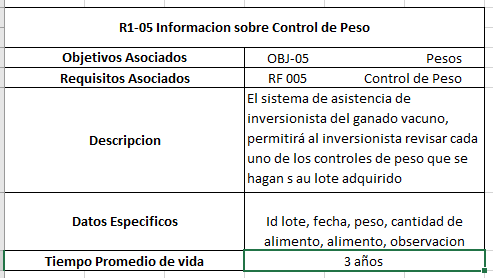 R1-05 Informacion sobre Control de Peso
Objetivos Asociados OBJ-05 Pesos
Requisitos Asociados RF 005 Control de Peso
El sistema de asistencia de
inversionista del ganado vacuno,
Descripcion permitirá al inversionista revisar cada
uno de los controles de peso que se
hagan s au lote adquirido
Datos Especificos Id lote, fecha, peso, cantidad de
alimento, alimento, observacion
Tiempo Promedio de vida 3 años